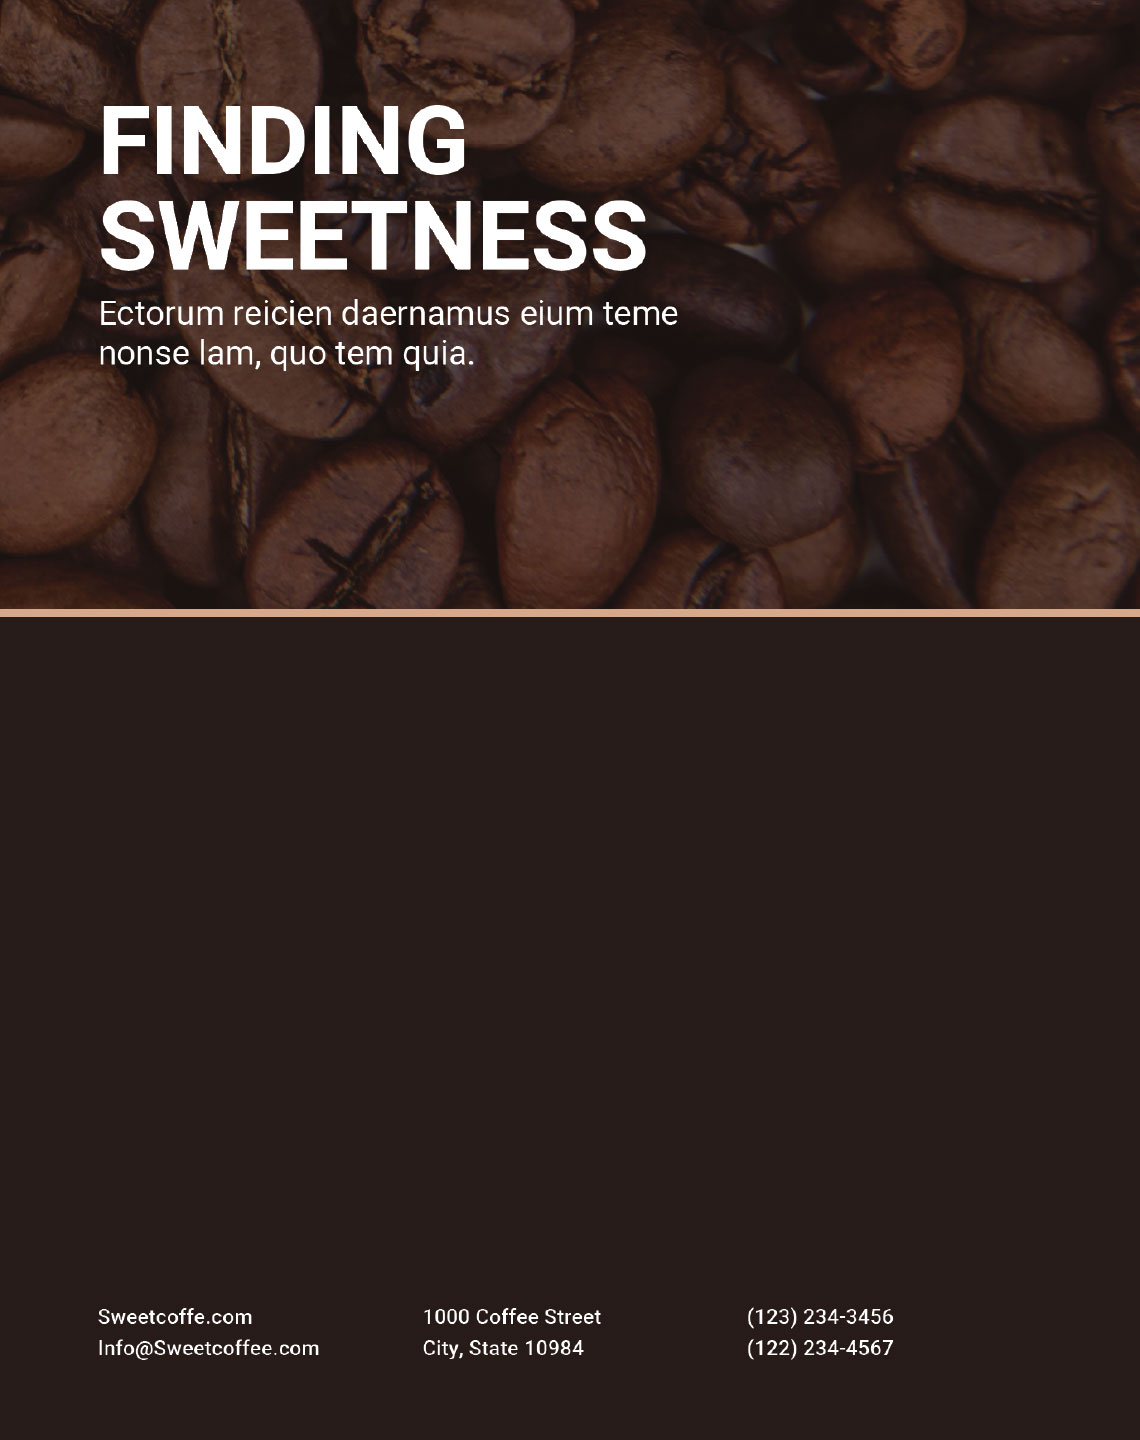 FINDING
SWEETNESS
Ectorum reicien daernamus eium teme
nonse lam, quo tem quia.
Sweetcoffe.com
Info@Sweetcoffee.com
1000 Coffee Street
City, State 10984
(123) 234-3456
(122) 234-4567